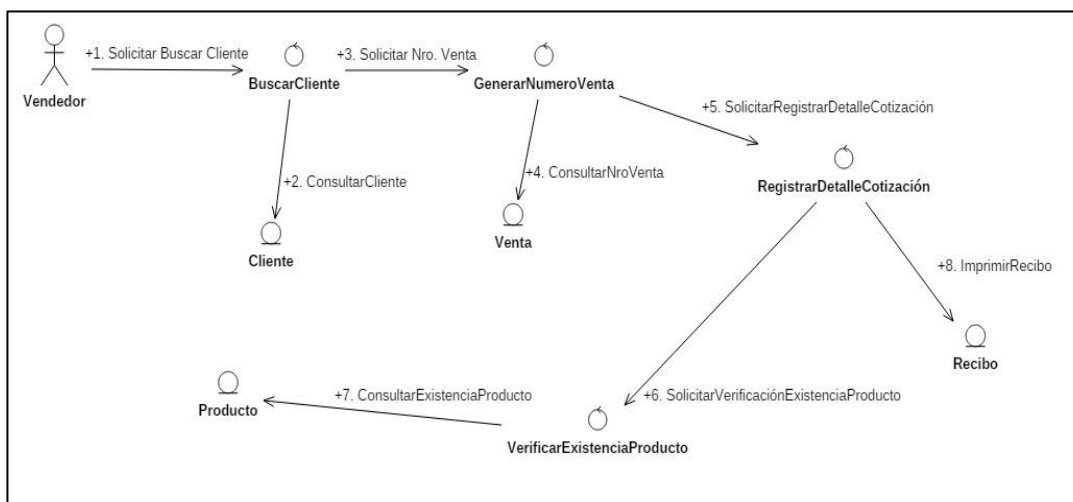 +1. Solicitar Buscar Cliente
+3. Solicitar Nro. Venta
Vendedor
BuscarCliente
GenerarNumeroVenta
+5. SolicitarRegistrarDetalleCotización
+2. ConsultarCliente
+4. ConsultarNroVenta
RegistrarDetalleCotización
Cliente
Venta
+8. ImprimirRecibo
Recibo
+7. ConsultarExistenciaProducto
+6. SolicitarVerificaciónExistenciaProducto
Producto
VerificarExistenciaProducto